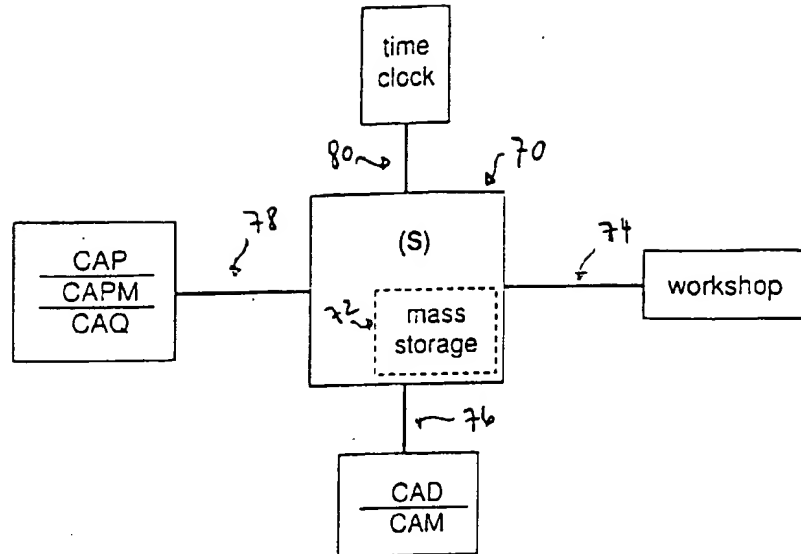 time
clock
80
70
78
(S)
74
CAP
CAPM
CAQ
workshop
72
mass
storage
76
CAD
CAM